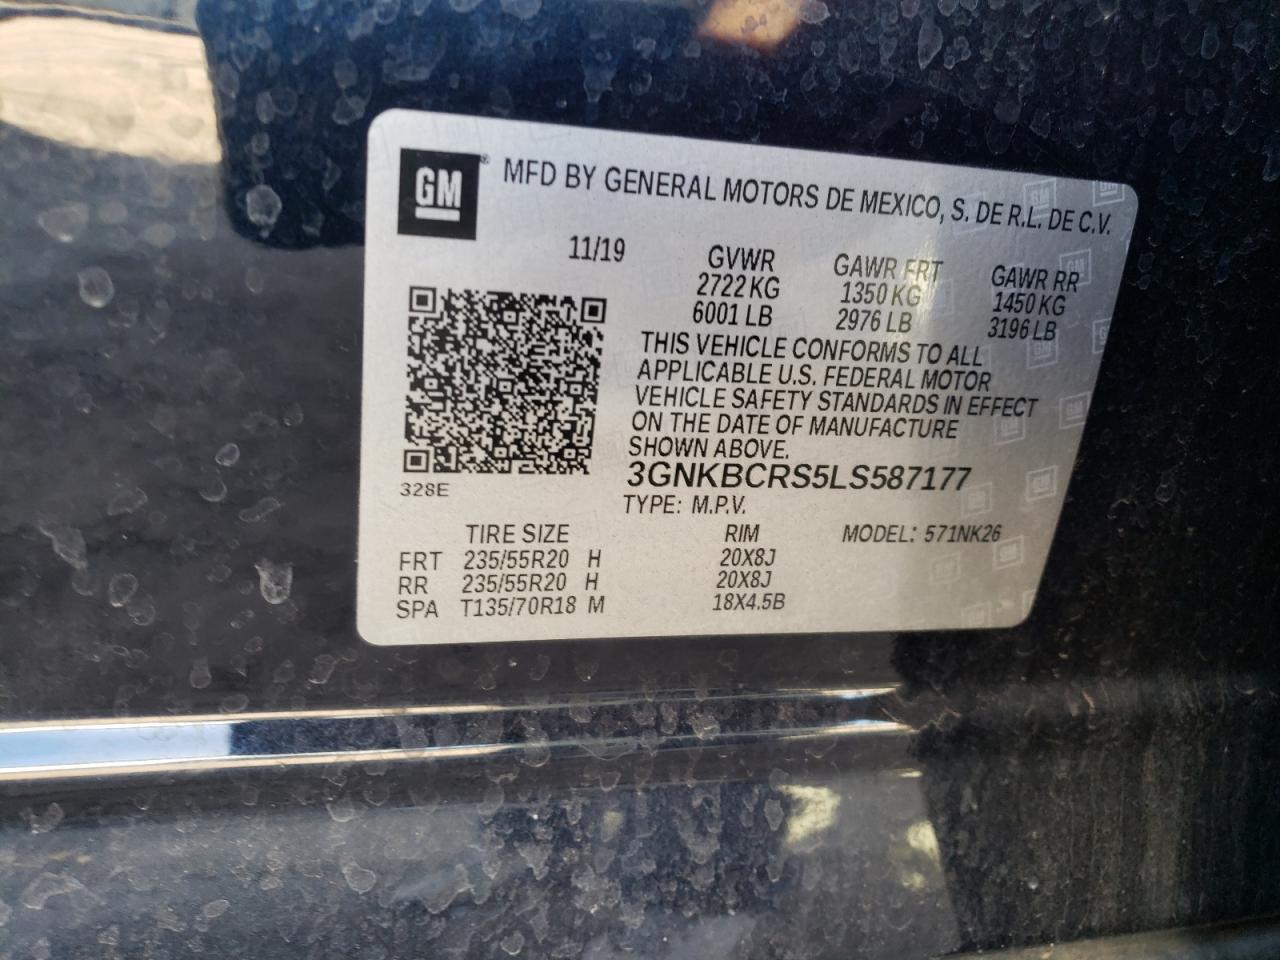 GM® MFD BY GENERAL MOTORS DE MEXICO, S. DE R.L. DE C.V.
11/19 GVWR GAWR FRT GAWR RR
2722 KG 1350 KG 1450 KG
6001 LB 2976 LB 3196 LB
THIS VEHICLE CONFORMS TO ALL
APPLICABLE U.S. FEDERAL MOTOR
VEHICLE SAFETY STANDARDS IN EFFECT
ON THE DATE OF MANUFACTURE
SHOWN ABOVE.
3GNKBCRS5LS587177
328E
TYPE: M.P.V.
TIRE SIZE RIM MODEL: 571NK26
FRT 235/55R20 H 20X8J
RR 235/55R20 H 20X8J
SPA T135/70R18 M 18X4.5B